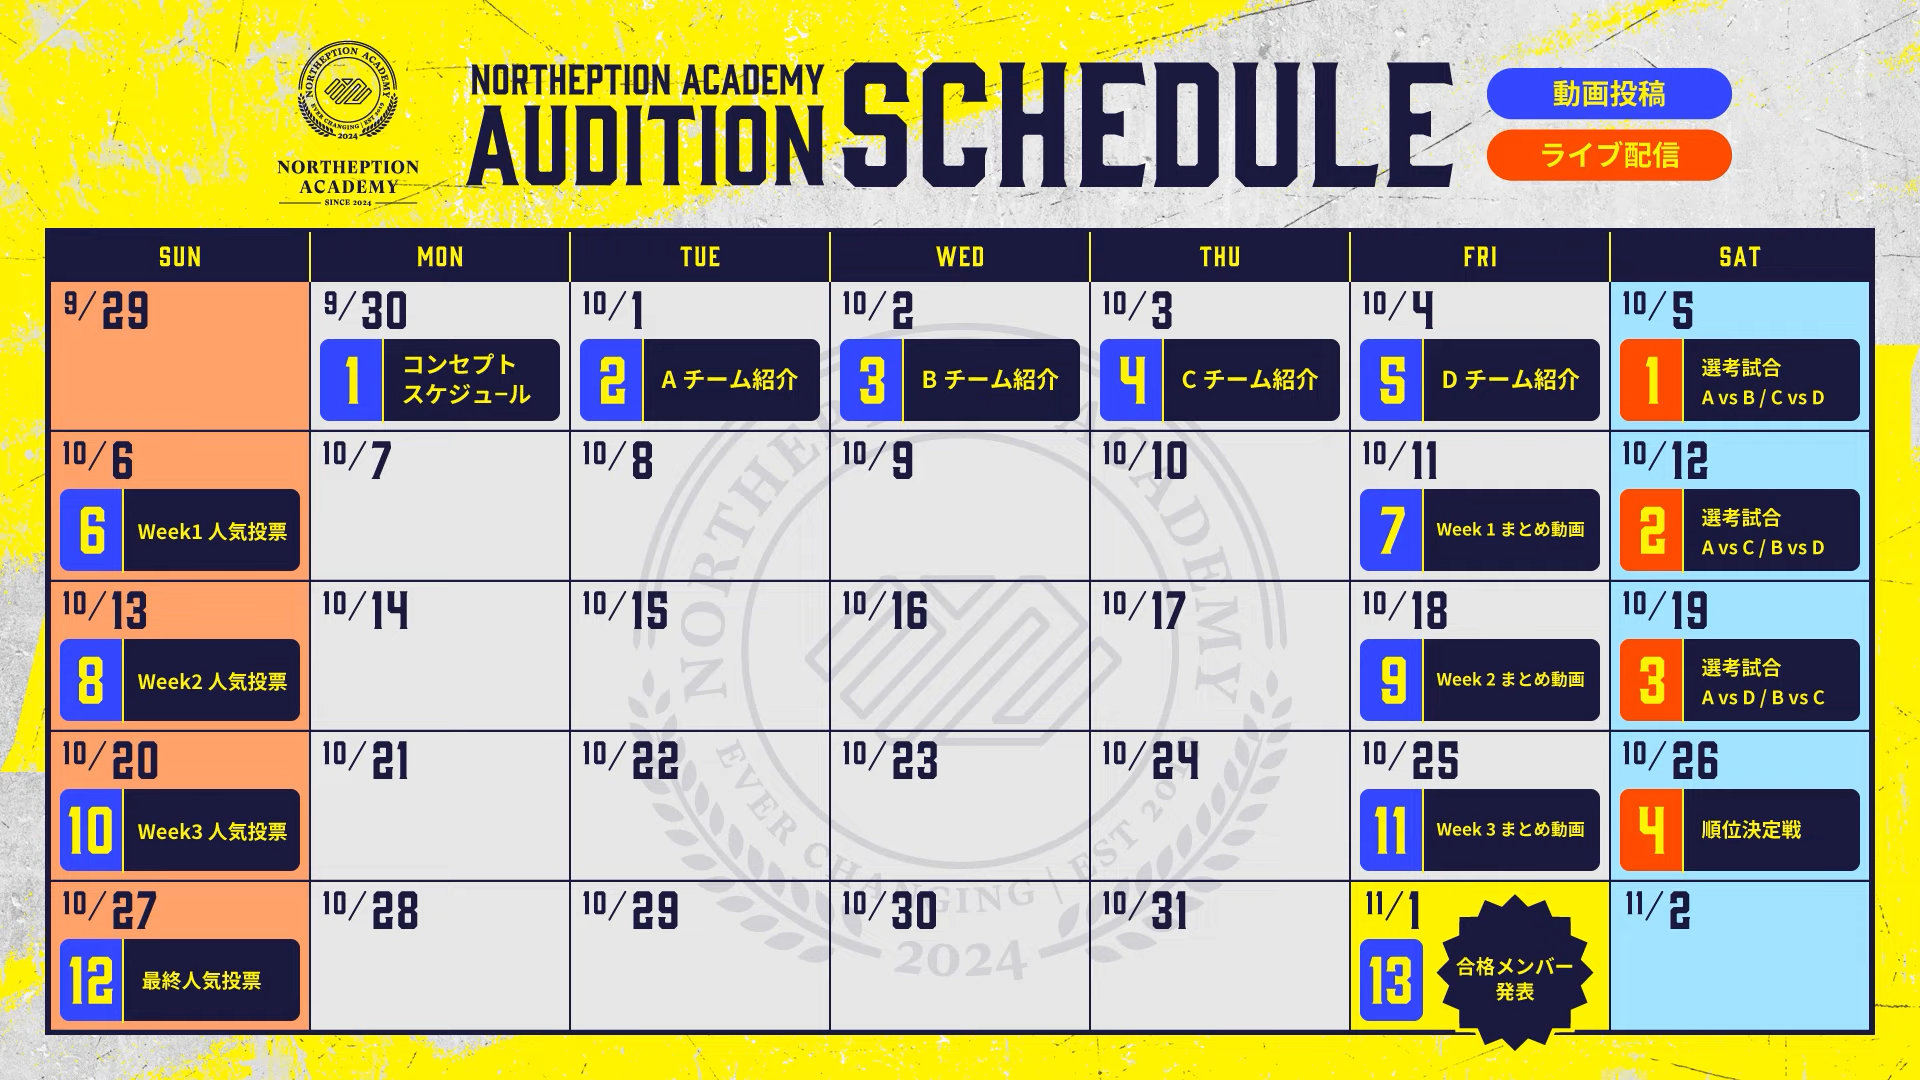 NORTHEPTION ACADEMY
EVER CHANGING | EST 2019
2024
NORTHEPTION
ACADEMY
SINCE 2024
NORTHEPTION ACADEMY
AUDITION
SCHEDULE
動画投稿
ライブ配信
SUN MON TUE WED THU FRI SAT
9/29
9/30
1 コンセプト
スケジュール
10/1
2 A チーム紹介
10/2
3 B チーム紹介
10/3
4 C チーム紹介
10/4
5 D チーム紹介
10/5
1 選考試合
A vs B / C vs D
10/6
6 Week1 人気投票
10/7
10/8
10/9
10/10
10/11
7 Week 1 まとめ動画
10/12
2 選考試合
A vs C / B vs D
10/13
8 Week2 人気投票
10/14
10/15
10/16
10/17
10/18
9 Week 2 まとめ動画
10/19
3 選考試合
A vs D / B vs C
10/20
10 Week3 人気投票
10/21
10/22
10/23
10/24
10/25
11 Week 3 まとめ動画
10/26
4 順位決定戦
10/27
12 最終人気投票
10/28
10/29
10/30
10/31
11/1
13 合格メンバー
発表
11/2
NORTHEPTION ACADEMY
EVER CHANGING | EST 2019
2024